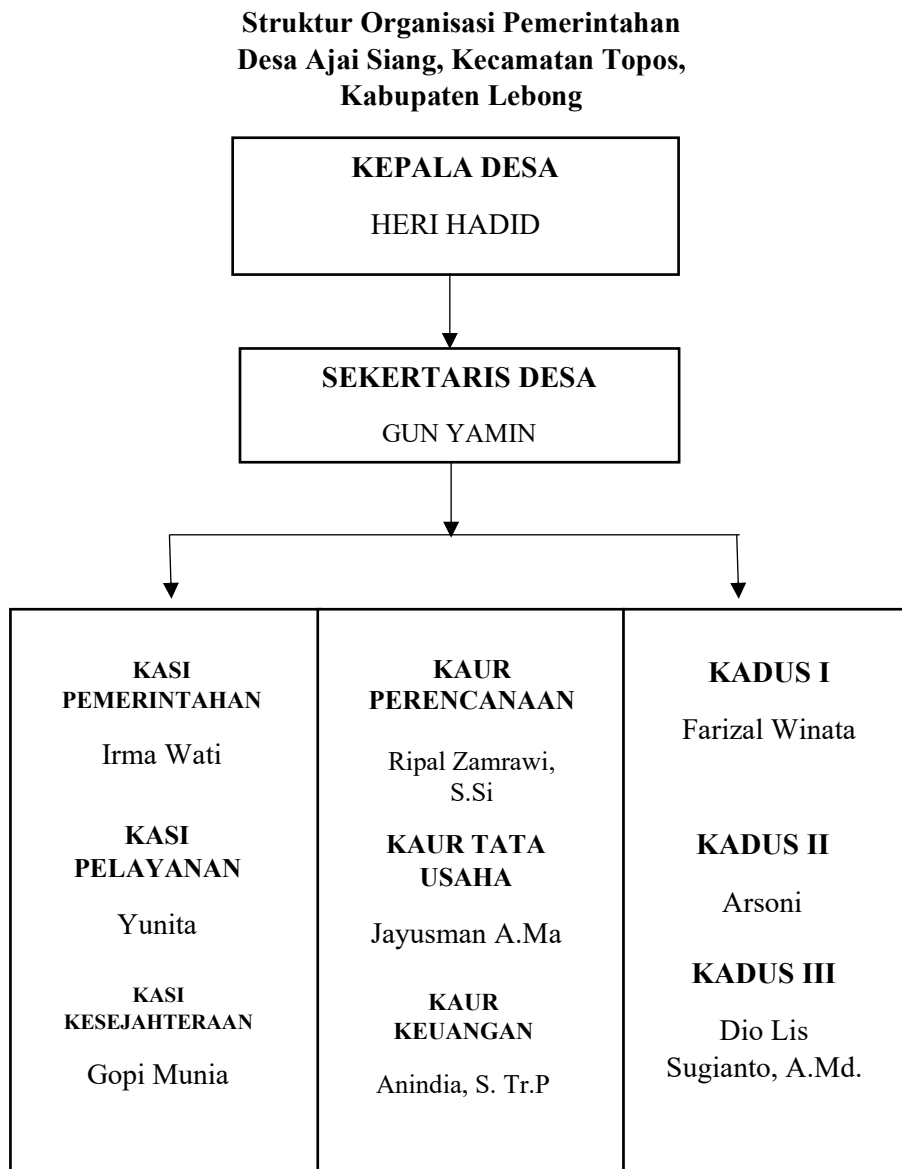 Struktur Organisasi Pemerintahan
Desa Ajai Siang, Kecamatan Topos,
Kabupaten Lebong
KEPALA DESA
HERI HADID
SEKERTARIS DESA
GUN YAMIN
KASI
PEMERINTAHAN
Irma Wati
KASI
PELAYANAN
Yunita
KASI
KESEJAHTERAAN
Gopi Munia
KAUR
PERENCANAAN
Ripal Zamrawi,
S.Si
KAUR TATA
USAHA
Jayusman A.Ma
KAUR
KEUANGAN
Anindia, S. Tr.P
KADUS I
Farizal Winata
KADUS II
Arsoni
KADUS III
Dio Lis
Sugianto, A.Md.